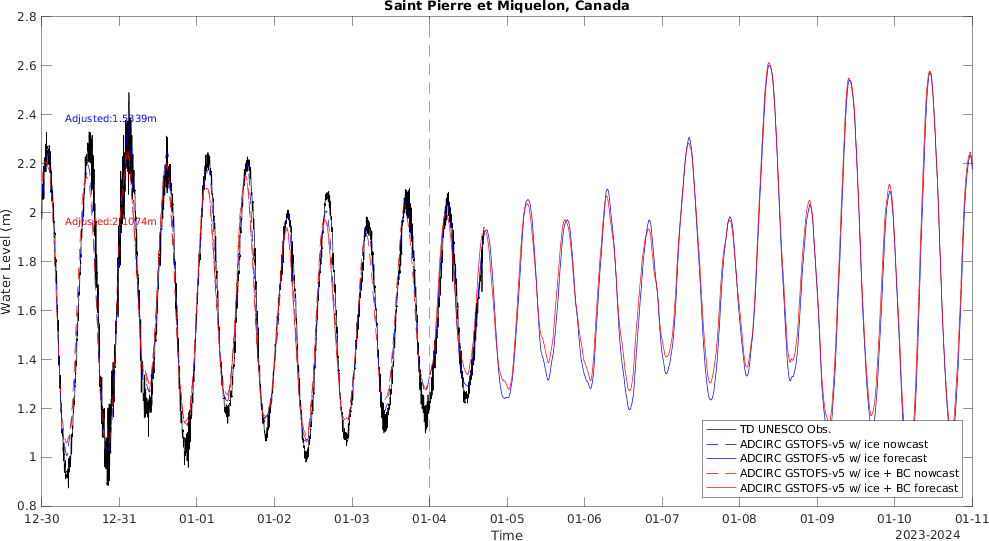 Saint Pierre et Miquelon, Canada
2.8
2.6
2.4
2.2
2
1.8
1.6
1.4
1.2
1
0.8
Water Level (m)
Adjusted:1.5339m
Adjusted:2.1074m
TD UNESCO Obs.
ADCIRC GSTOFS-v5 w/ ice nowcast
ADCIRC GSTOFS-v5 w/ ice forecast
ADCIRC GSTOFS-v5 w/ ice + BC nowcast
ADCIRC GSTOFS-v5 w/ ice + BC forecast
12-30 12-31 01-01 01-02 01-03 01-04 01-05 01-06 01-07 01-08 01-09 01-10 01-11
Time
2023-2024